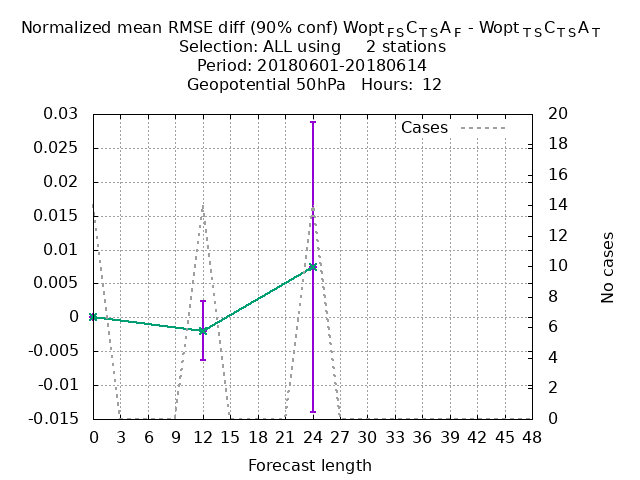 Normalized mean RMSE diff (90% conf) Wopt FS C TS A F - Wopt TS C TS A T
Selection: ALL using     2 stations
Period: 20180601-20180614
Geopotential 50hPa   Hours:  12
0.03
0.025
0.02
0.015
0.01
0.005
0
-0.005
-0.01
-0.015
Cases
20
18
16
14
12
10
8
6
4
2
0
No cases
0 3 6 9 12 15 18 21 24 27 30 33 36 39 42 45 48
Forecast length